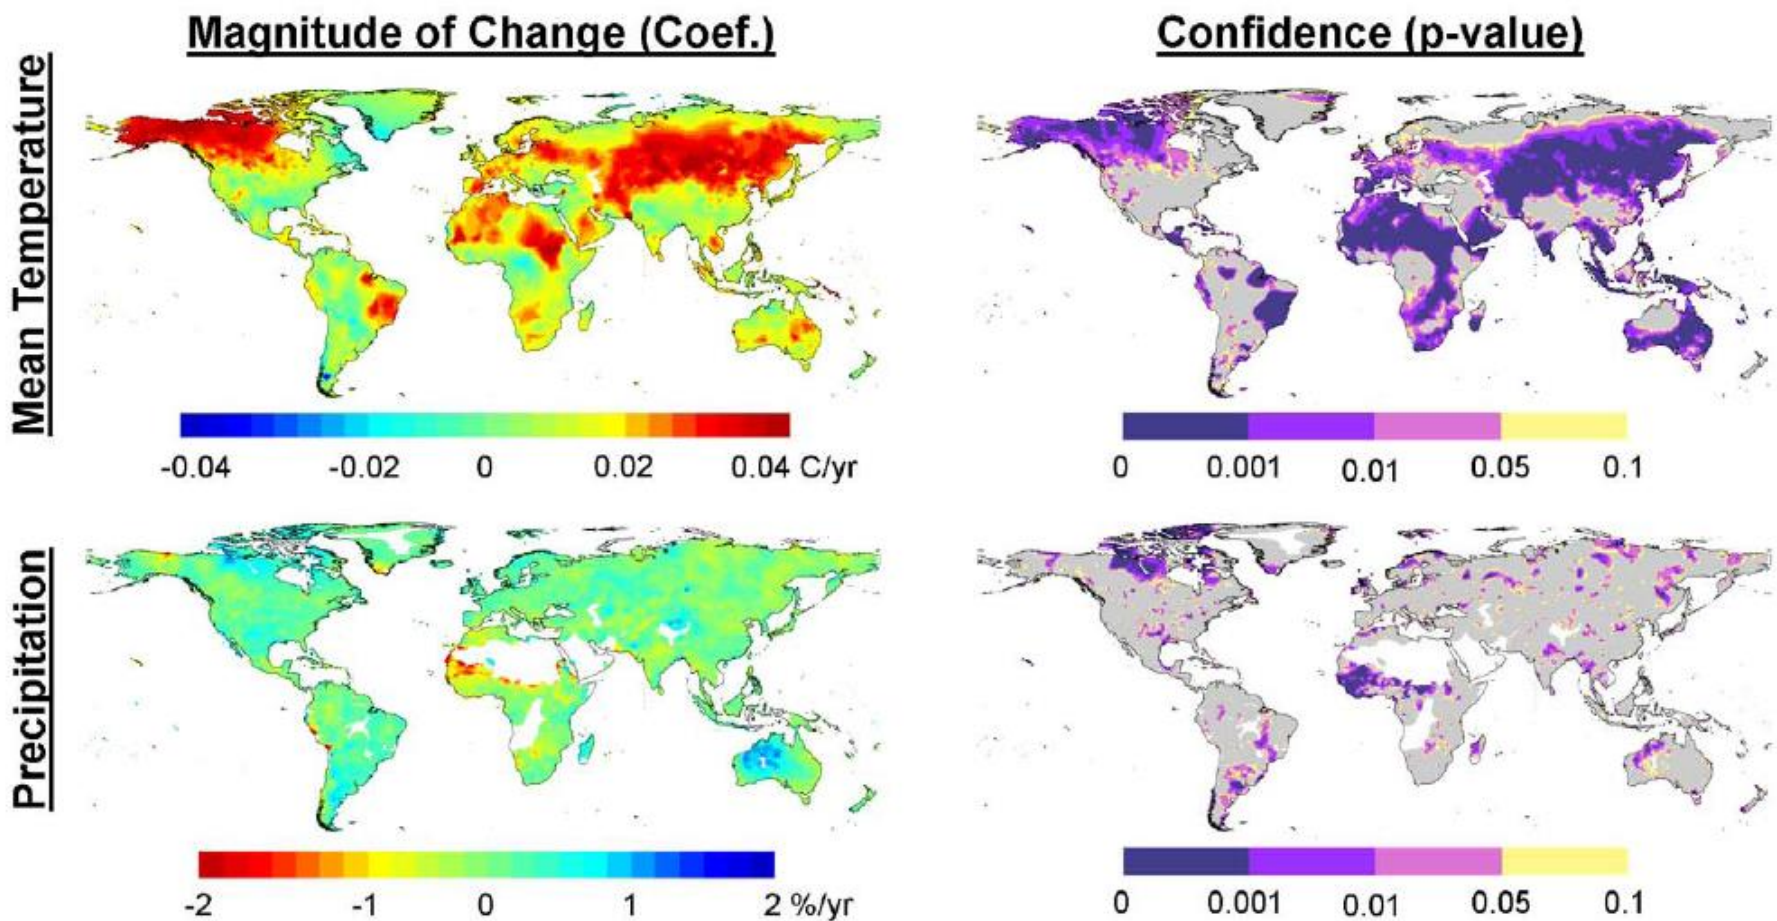 Magnitude of Change (Coef.)
Confidence (p-value)
Mean Temperature
-0.04 -0.02 0 0.02 0.04 C/yr
0 0.001 0.01 0.05 0.1
Precipitation
-2 -1 0 1 2 %/yr
0 0.001 0.01 0.05 0.1